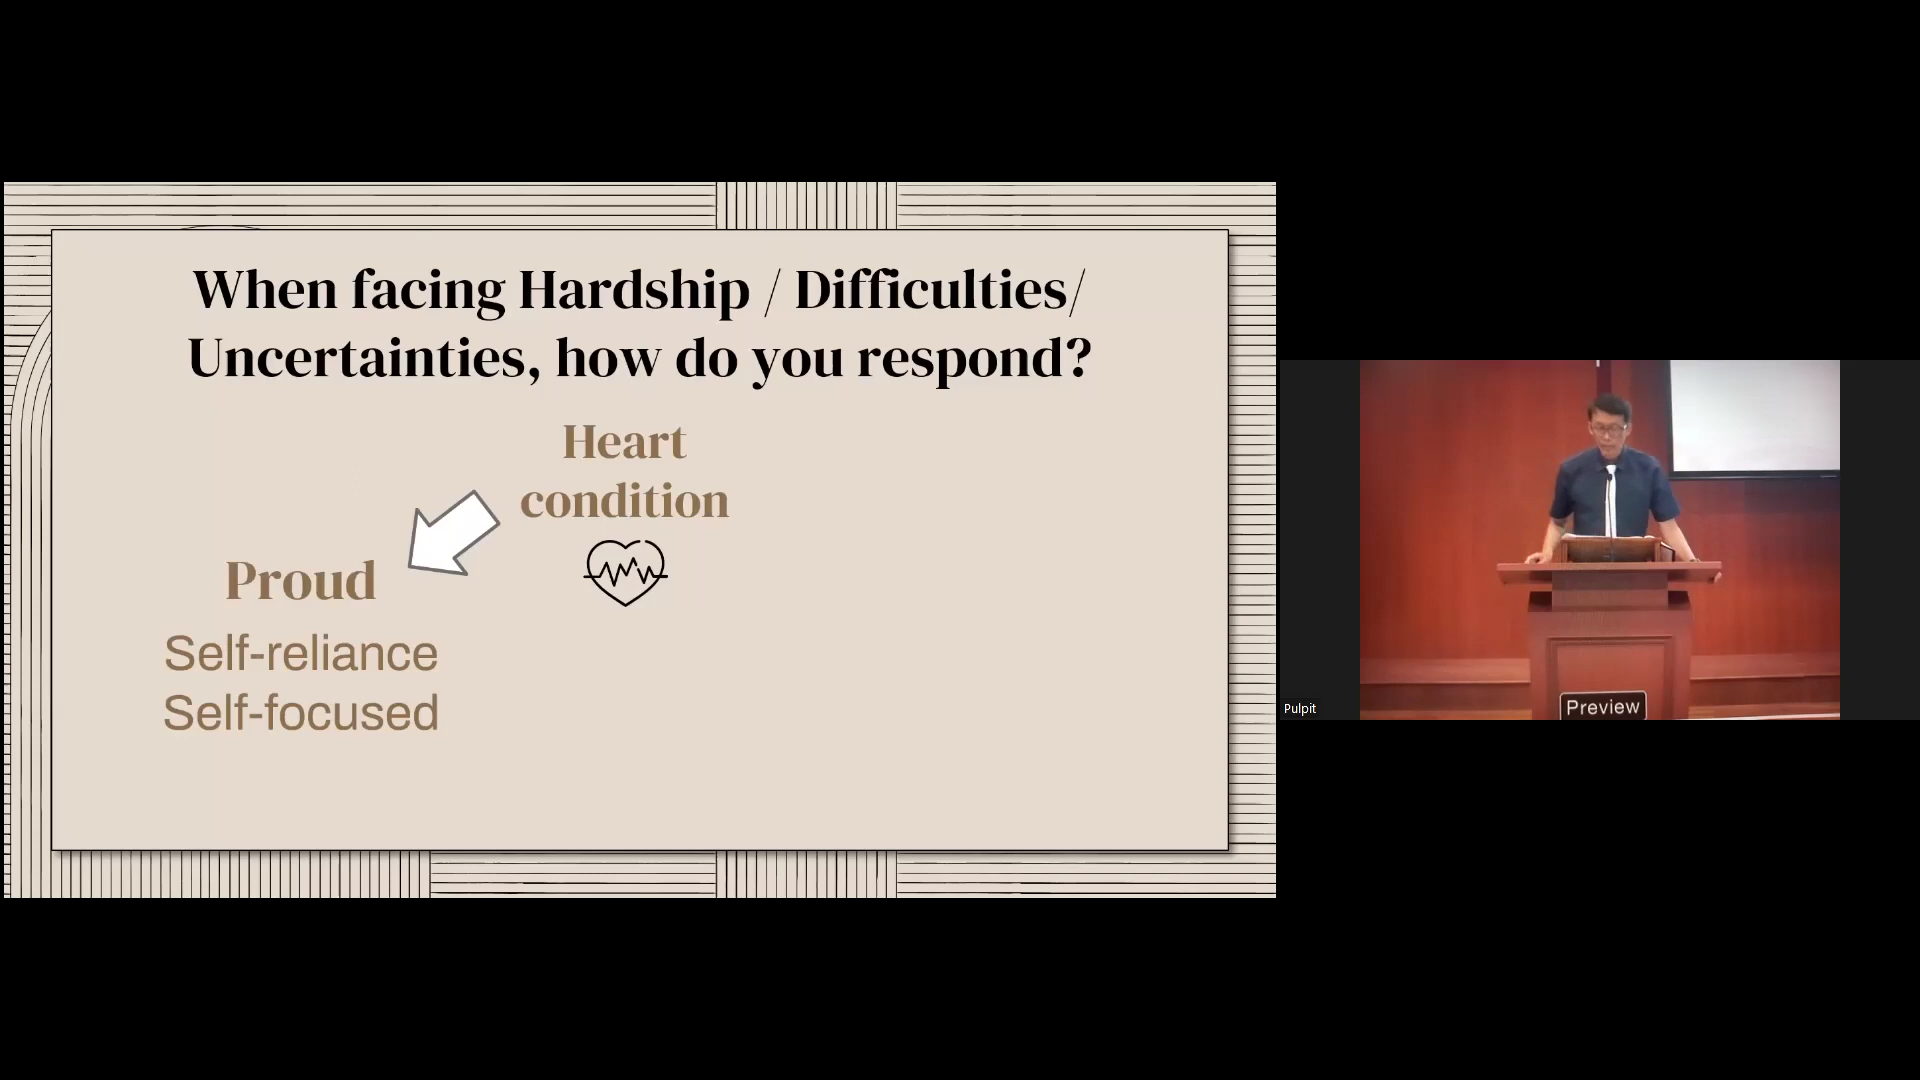 When facing Hardship / Difficulties/
Uncertainties, how do you respond?
Heart
condition
Proud
Self-reliance
Self-focused
Pulpit
Preview